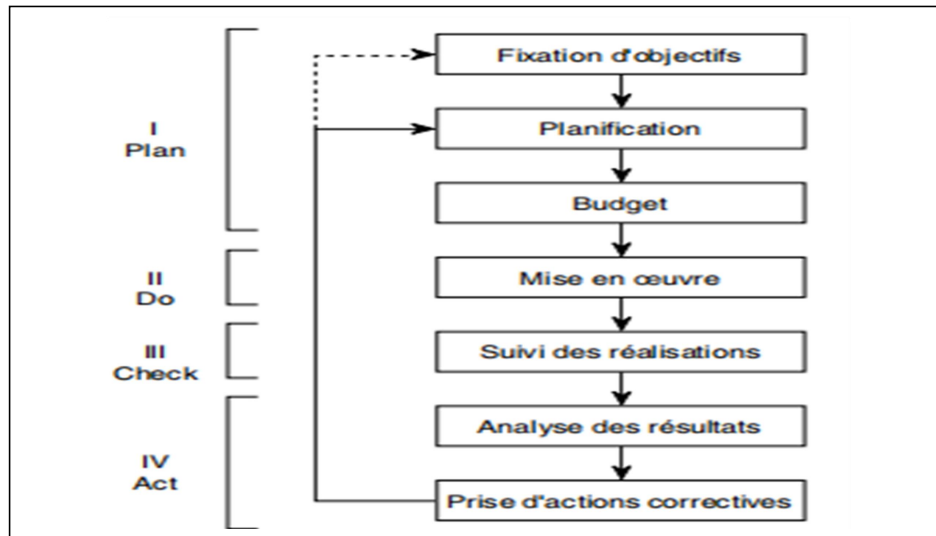 Fixation d'objectifs
I
Plan
Planification
Budget
II
Do
Mise en œuvre
III
Check
Suivi des réalisations
IV
Act
Analyse des résultats
Prise d'actions correctives